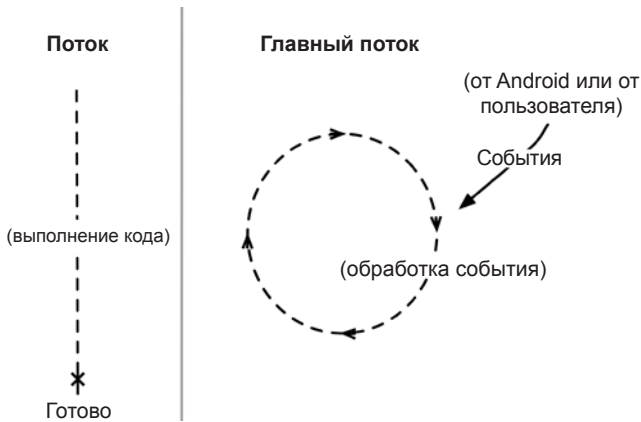 Поток
(выполнение кода)
Готово
Главный поток
(от Android или от
пользователя)
События
(обработка события)